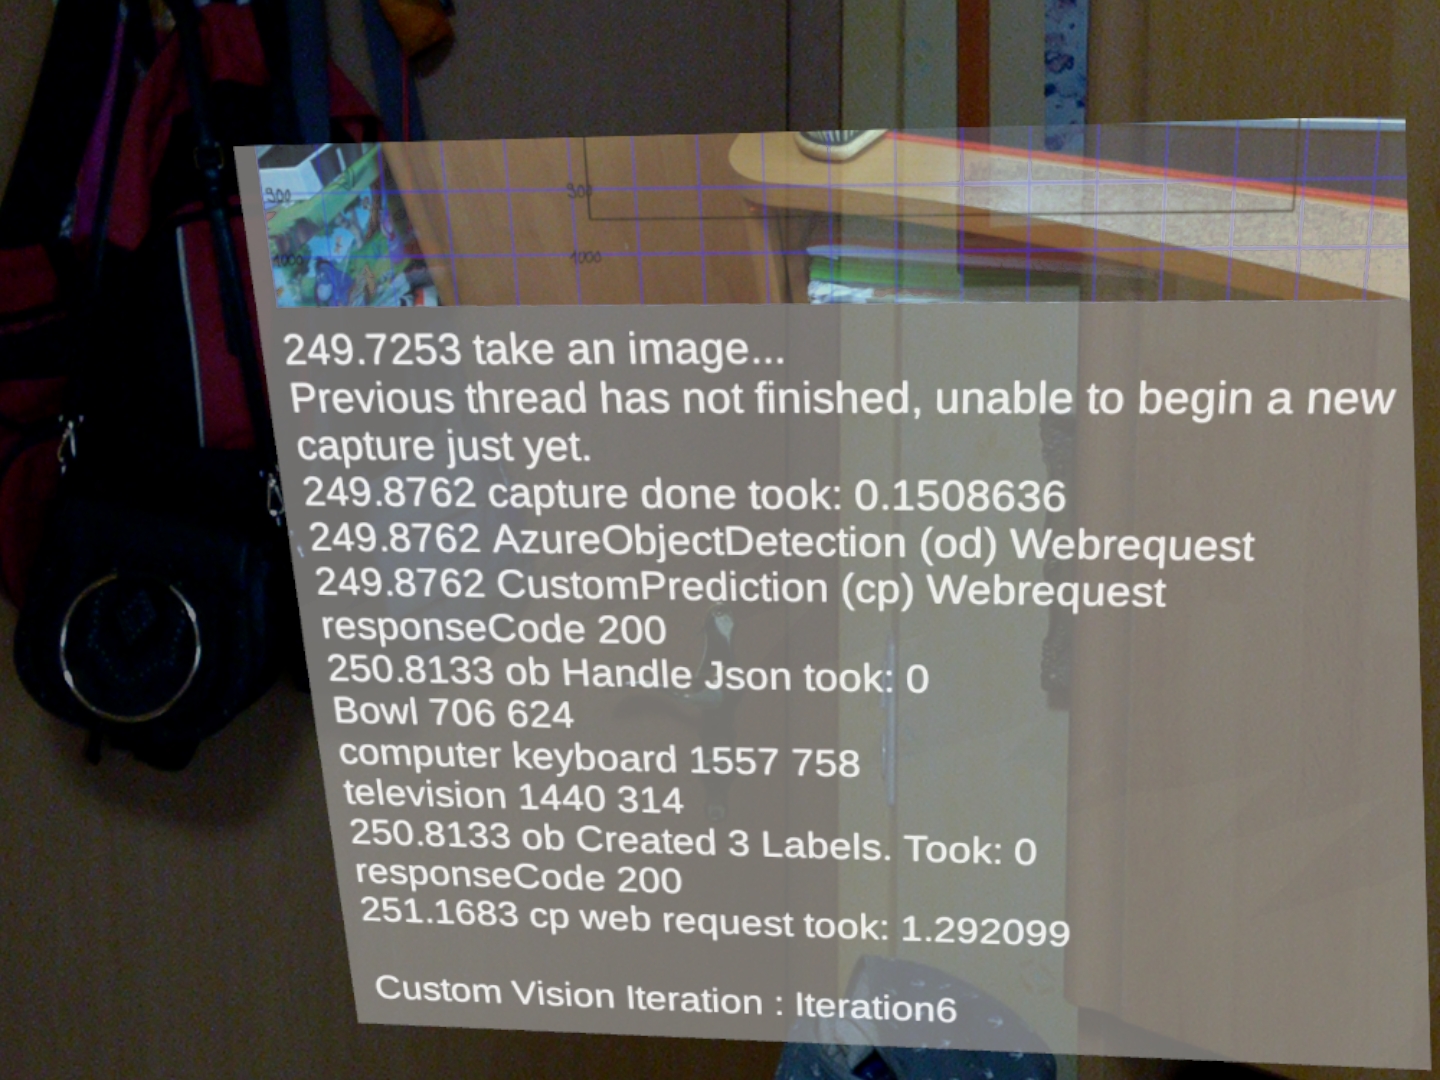 300 300
1000 1000
249.7253 take an image...
Previous thread has not finished, unable to begin a new
capture just yet.
249.8762 capture done took: 0.1508636
249.8762 AzureObjectDetection (od) Webrequest
249.8762 CustomPrediction (cp) Webrequest
responseCode 200
250.8133 ob Handle Json took: 0
Bowl 706 624
computer keyboard 1557 758
television 1440 314
250.8133 ob Created 3 Labels. Took: 0
responseCode 200
251.1683 cp web request took: 1.292099
Custom Vision Iteration : Iteration6